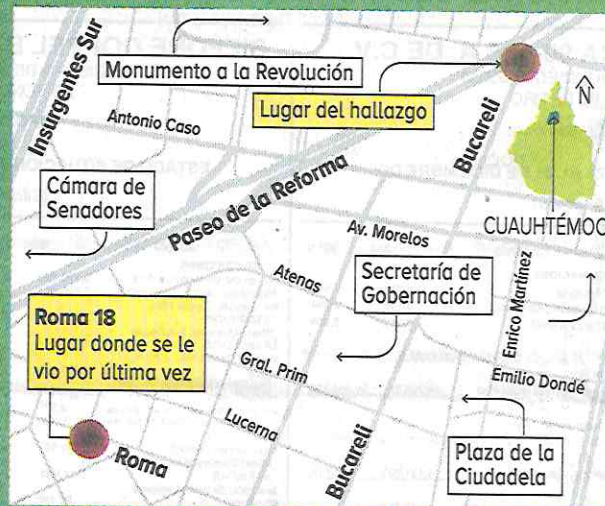 Monumento a la Revolución
Insurgentes Sur
Lugar del hallazgo
N
Antonio Caso
Bucareli
Cámara de
Senadores
Paseo de la Reforma
Av. Morelos
CUAUHTÉMOC
Atenas
Secretaría de
Gobernación
Enrico Martínez
Roma 18
Lugar donde se le
vio por última vez
Gral. Prim
Emilio Dondé
Lucerna
Roma
Bucareli
Plaza de la
Ciudadela